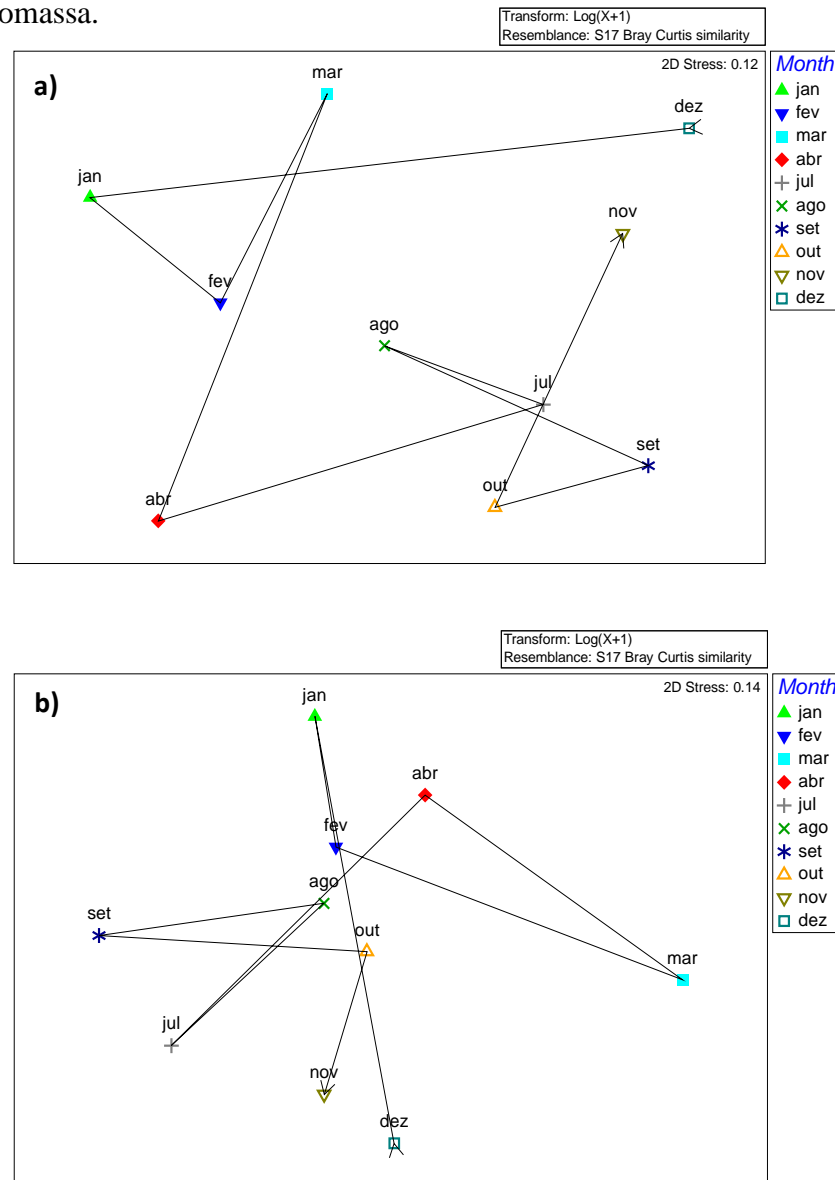 omassa.
Transform: Log(X+1)
Resemblance: S17 Bray Curtis similarity
a)
2D Stress: 0.12
mar
dez
jan
nov
fev
ago
jul
set
out
abr
Month
jan
fev
mar
abr
jul
ago
set
out
nov
dez
Transform: Log(X+1)
Resemblance: S17 Bray Curtis similarity
b)
2D Stress: 0.14
jan
abr
fev
ago
set
out
mar
jul
nov
dez
Month
jan
fev
mar
abr
jul
ago
set
out
nov
dez